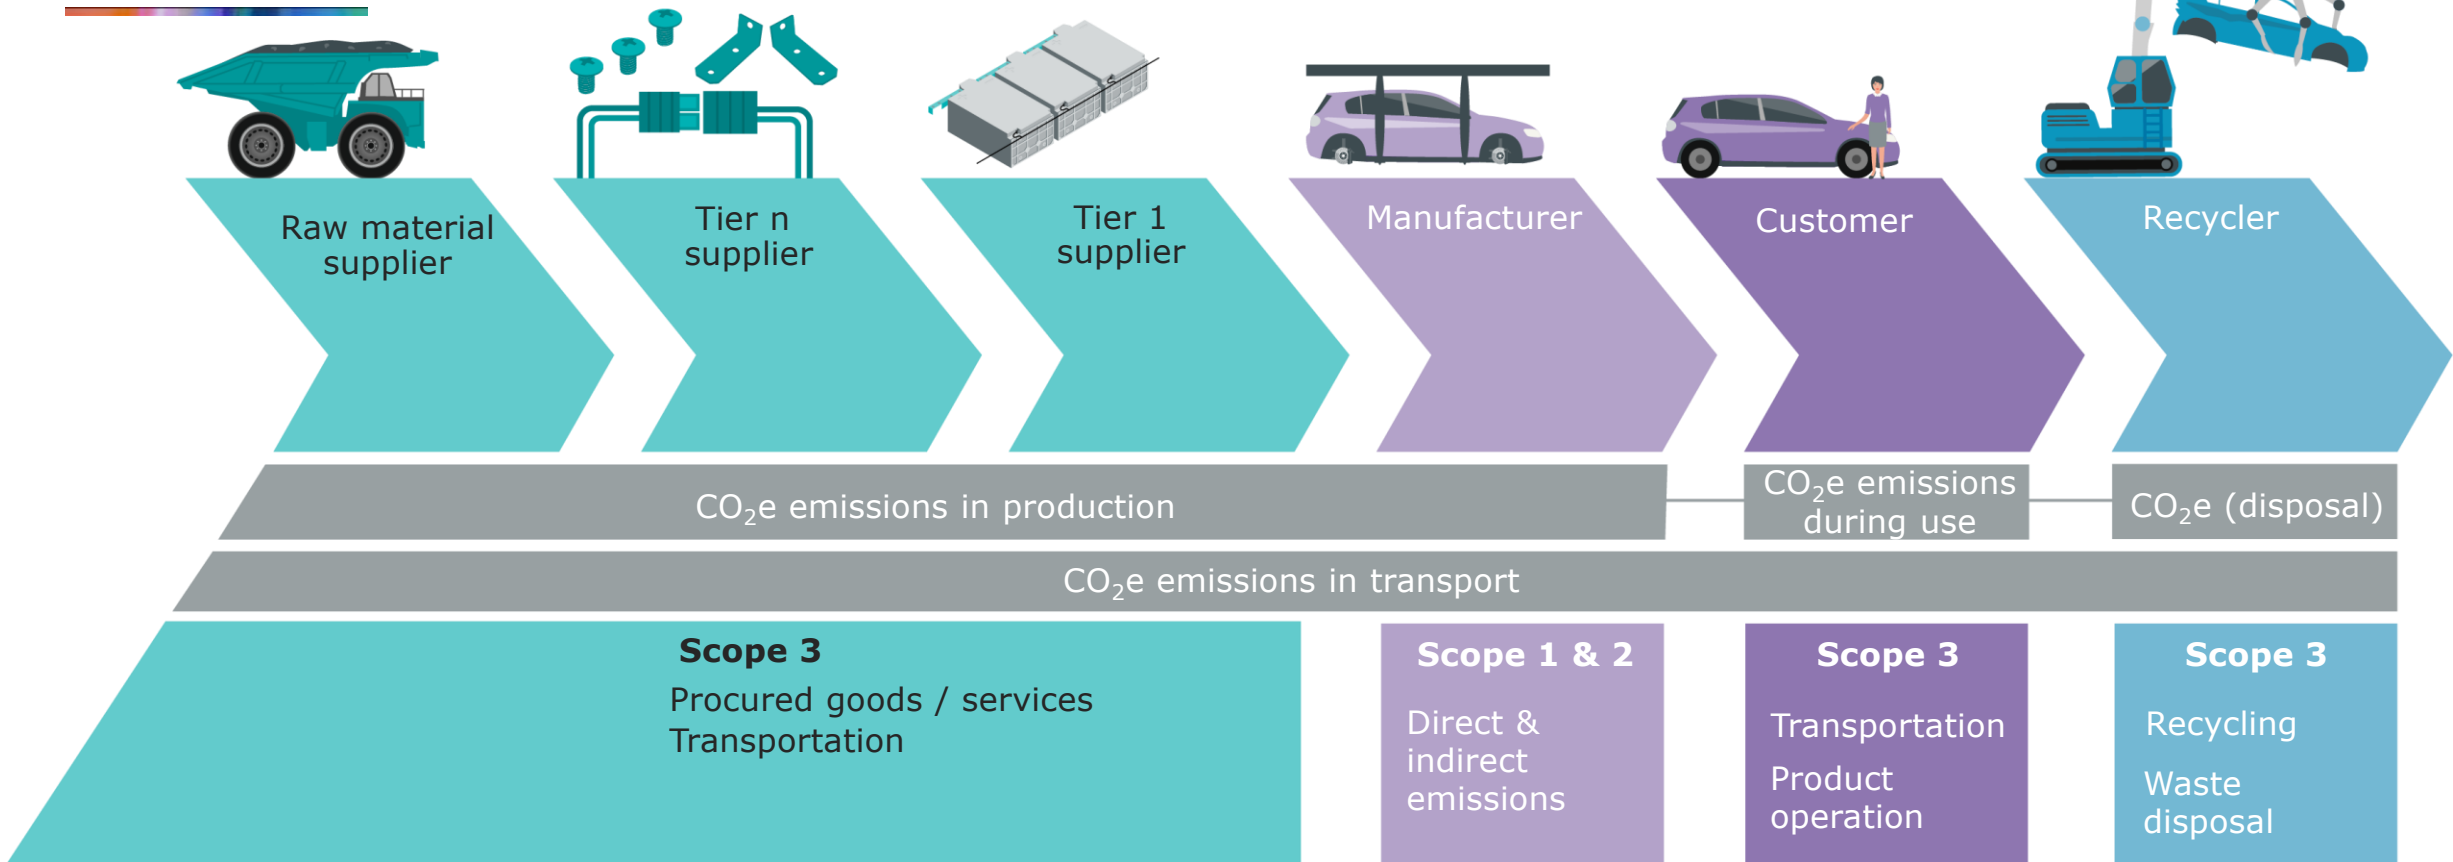 Raw material
supplier
Tier n
supplier
Tier 1
supplier
Manufacturer
Customer
Recycler
CO₂e emissions in production
CO₂e emissions
during use
CO₂e (disposal)
CO₂e emissions in transport
Scope 3
Procured goods / services
Transportation
Scope 1 & 2
Direct &
indirect
emissions
Scope 3
Transportation
Product
operation
Scope 3
Recycling
Waste
disposal